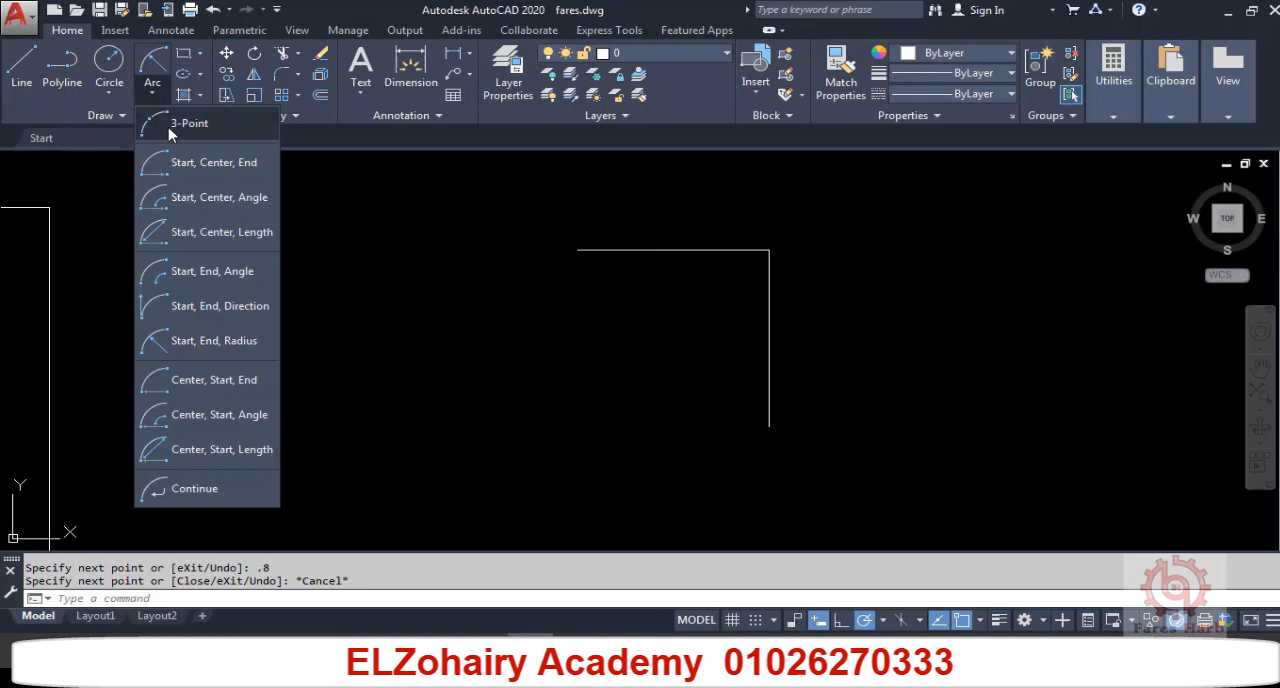 Autodesk AutoCAD 2020 fares.dwg
Type a keyword or phrase
Sign In
Home Insert Annotate Parametric View Manage Output Add-ins Collaborate Express Tools Featured Apps
0
ByLayer
ByLayer
ByLayer
Line Polyline Circle Arc
Text Dimension
Layer Properties
Insert
Match Properties
Group
Utilities Clipboard View
Draw
Annotation
Layers
Block
Properties
Groups
Start
3-Point
Start, Center, End
Start, Center, Angle
Start, Center, Length
Start, End, Angle
Start, End, Direction
Start, End, Radius
Center, Start, End
Center, Start, Angle
Center, Start, Length
Continue
N
W TOP E
S
WCS
Y
X
Specify next point or [eXit/Undo]: .8
Specify next point or [Close/eXit/Undo]: *Cancel*
Type a command
Model Layout1 Layout2 +
MODEL
Fares Harb
ELZohairy Academy 01026270333